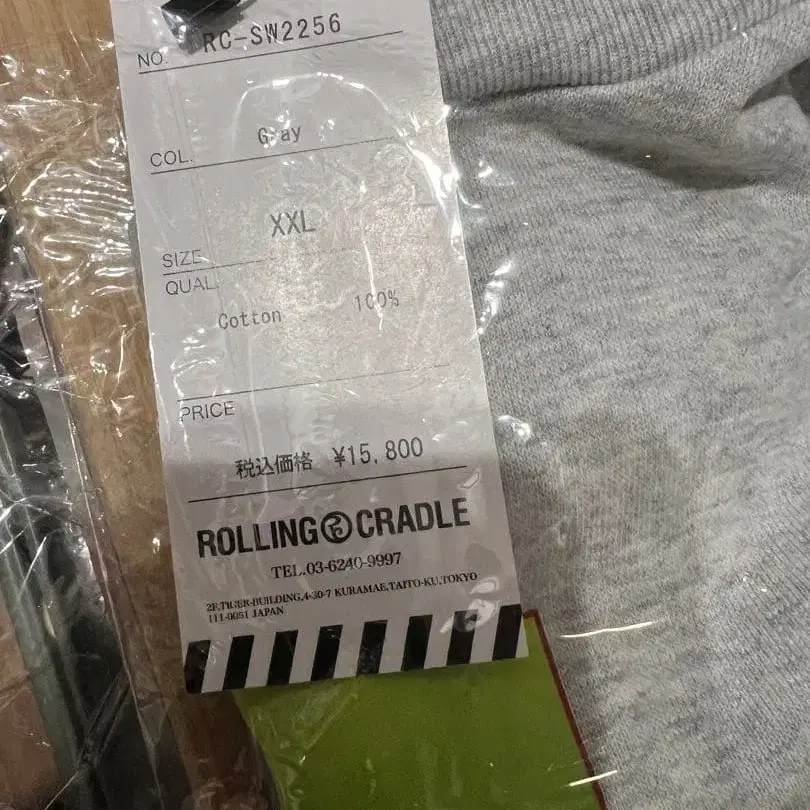 NO. RC-SW2256
COL. Gray
SIZE XXL
QUAL.
Cotton 100%
PRICE
税込価格 ¥15,800
ROLLING CRADLE
TEL.03-6240-9997
2F,TIGER-BUILDING,4-30-7 KURAMAE,TAITO-KU,TOKYO
111-0051 JAPAN